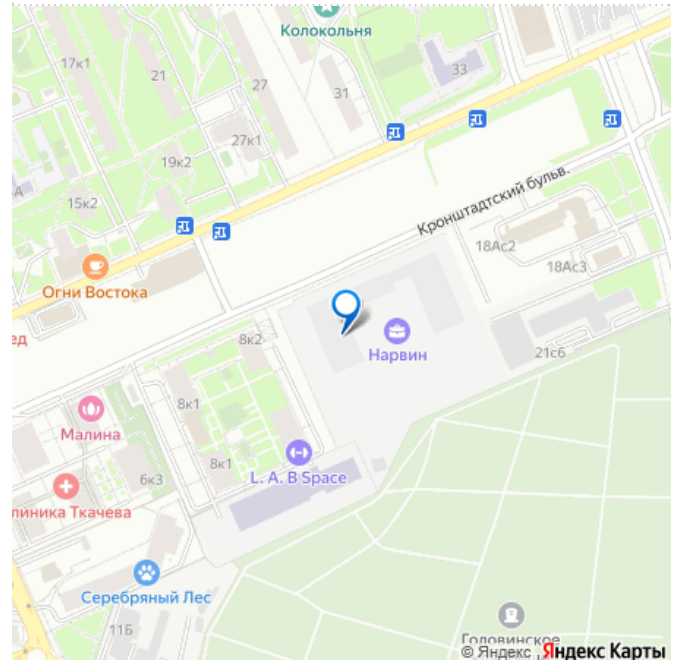 Колокольня
17к1
21
27
31
33
27к1
19к2
А
15к2
Кронштадтский бульв.
18Ас2
18Ас3
Огни Востока
ед
8к2
Нарвин
21с6
8к1
Малина
8к1
6к3
L. A. B Space
линика Ткачева
Серебряный Лес
11Б
Головинское
© Яндекс Яндекс Карты